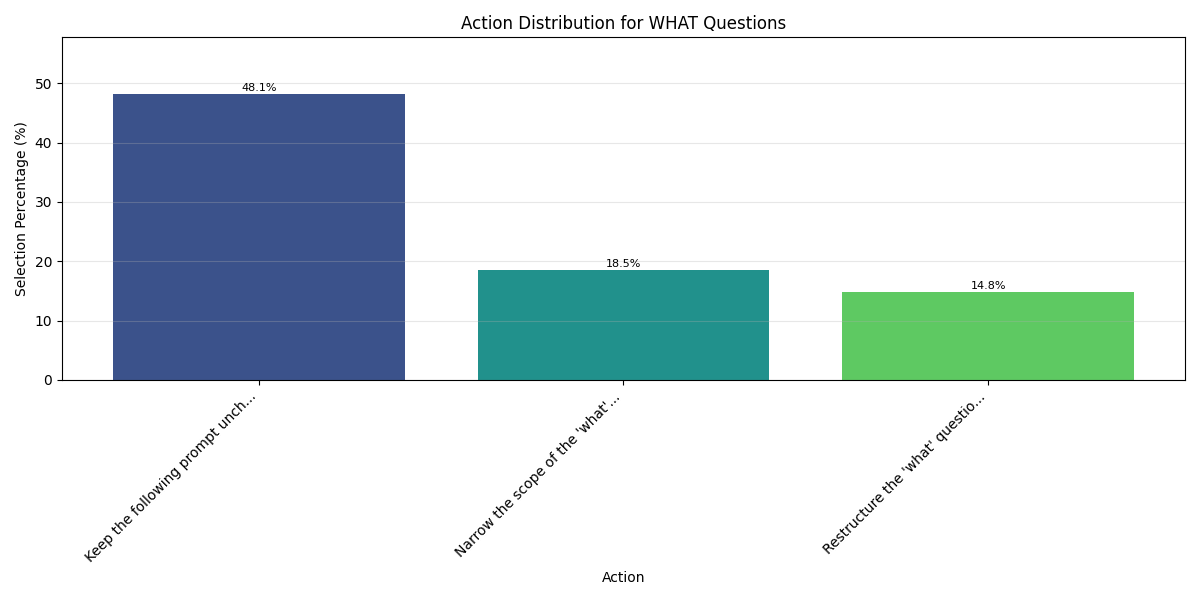 Action Distribution for WHAT Questions
Selection Percentage (%)
50
40
30
20
10
0
48.1%
18.5%
14.8%
Keep the following prompt unch...
Narrow the scope of the 'what'...
Restructure the 'what' questio...
Action